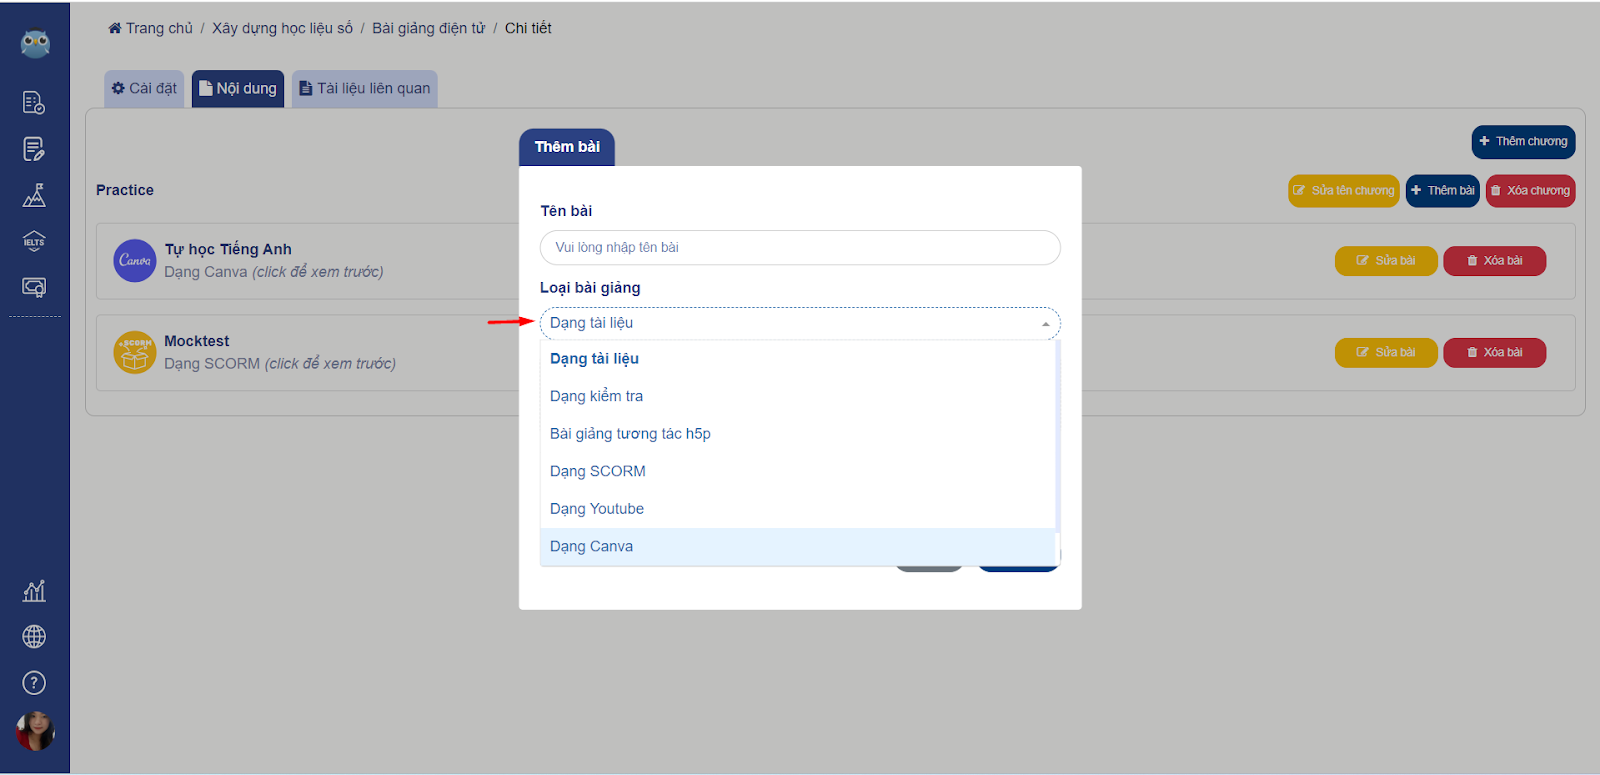 Trang chủ / Xây dựng học liệu số / Bài giảng điện tử / Chi tiết
Cài đặt
Nội dung
Tài liệu liên quan
Thêm chương
Practice
Sửa tên chương
Thêm bài
Xóa chương
Canva
Tự học Tiếng Anh
Dạng Canva (click để xem trước)
Sửa bài
Xóa bài
SCORM
Mocktest
Dạng SCORM (click để xem trước)
Sửa bài
Xóa bài
IELTS
Thêm bài
Tên bài
Vui lòng nhập tên bài
Loại bài giảng
Dạng tài liệu
Dạng tài liệu
Dạng kiểm tra
Bài giảng tương tác h5p
Dạng SCORM
Dạng Youtube
Dạng Canva